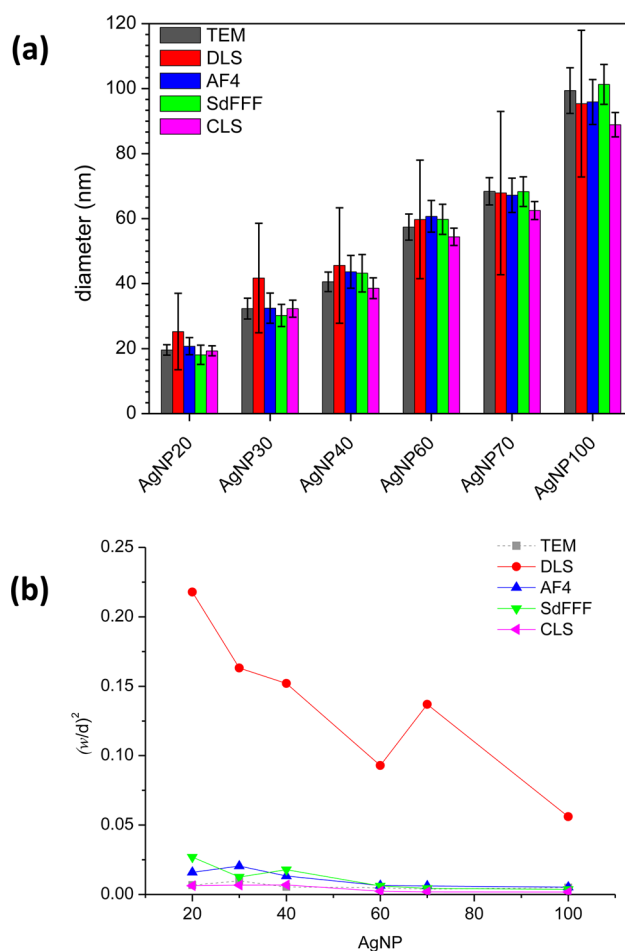 (a)
TEM
DLS
AF4
SdFFF
CLS
diameter (nm)
120
100
80
60
40
20
0
AgNP20
AgNP30
AgNP40
AgNP60
AgNP70
AgNP100
(b)
TEM
DLS
AF4
SdFFF
CLS
(w/d)²
0.25
0.20
0.15
0.10
0.05
0.00
20
40
60
80
100
AgNP